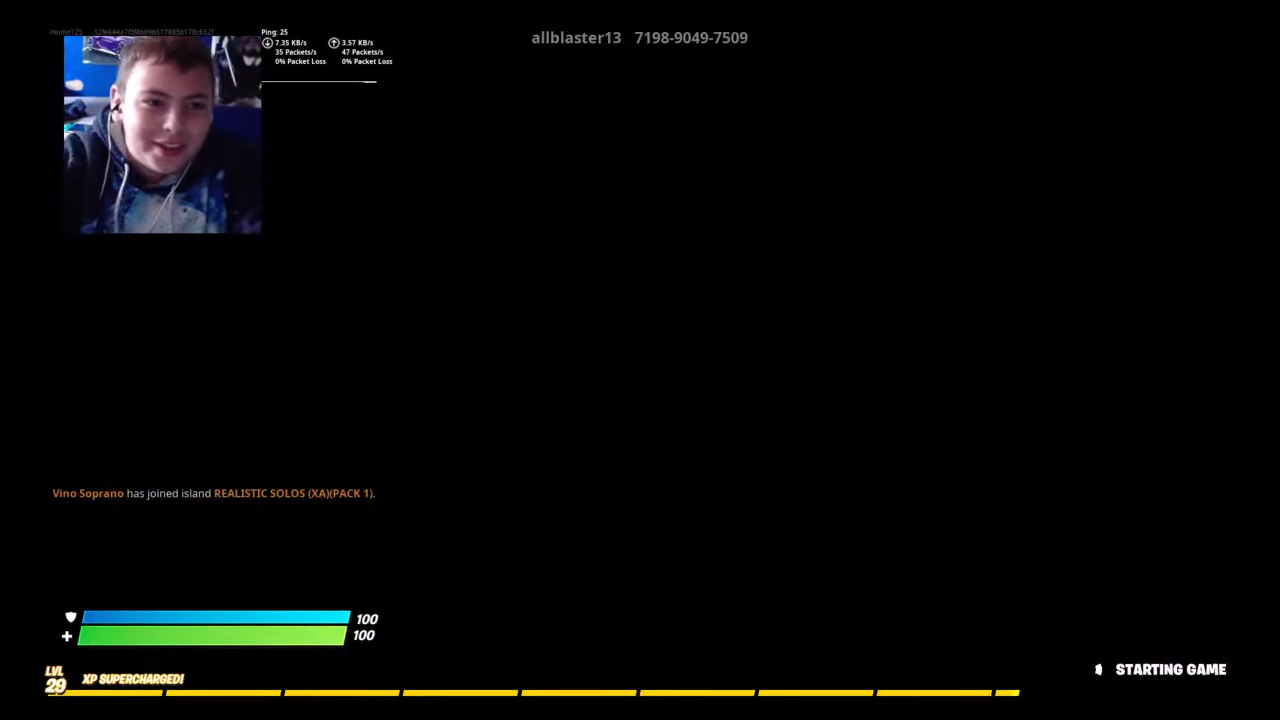 Ping: 25
7.35 KB/s 3.57 KB/s
35 Packets/s 47 Packets/s
0% Packet Loss 0% Packet Loss
allblaster13 7198-9049-7509
Vino Soprano has joined island REALISTIC SOLOS (XA)(PACK 1).
100
100
LVL
29
XP SUPERCHARGED!
STARTING GAME